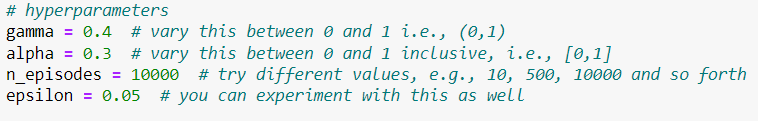 # hyperparameters
gamma = 0.4  # vary this between 0 and 1 i.e., (0,1)
alpha = 0.3  # vary this between 0 and 1 inclusive, i.e., [0,1]
n_episodes = 10000  # try different values, e.g., 10, 500, 10000 and so forth
epsilon = 0.05  # you can experiment with this as well